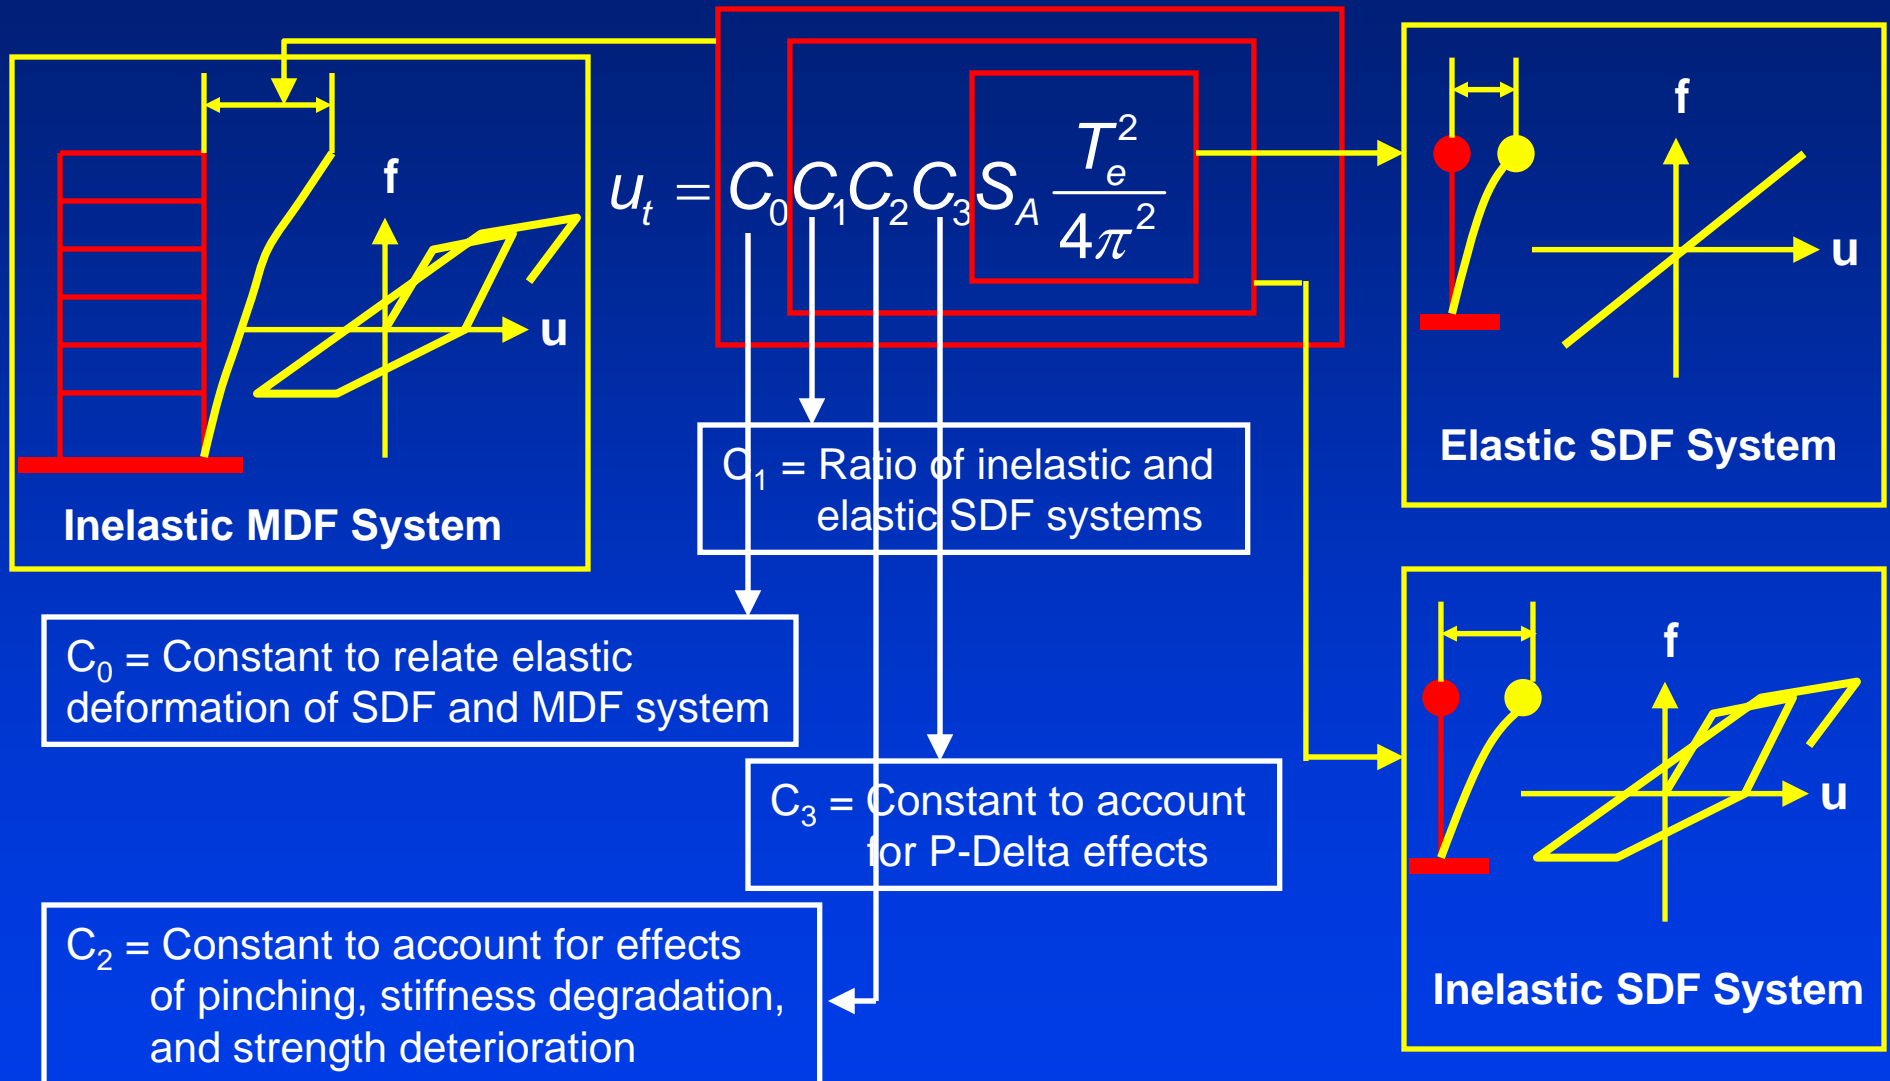 f
u
Inelastic MDF System
u_t = C_0 C_1 C_2 C_3 S_A T_e^2 / 4π^2
f
u
Elastic SDF System
C_1 = Ratio of inelastic and
elastic SDF systems
C_0 = Constant to relate elastic
deformation of SDF and MDF system
C_3 = Constant to account
for P-Delta effects
C_2 = Constant to account for effects
of pinching, stiffness degradation,
and strength deterioration
f
u
Inelastic SDF System